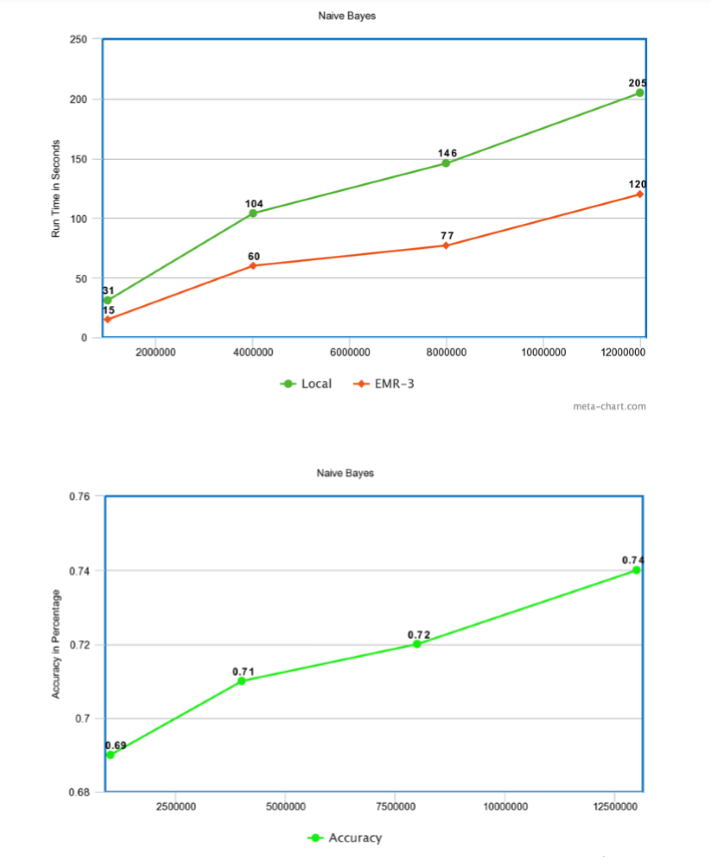 Naive Bayes
250
205
200
150
146
120
104
100
77
60
50
31
15
0
Run Time in Seconds
2000000 4000000 6000000 8000000 10000000 12000000
Local EMR-3
meta-chart.com
Naive Bayes
0.76
0.74
0.74
0.72
0.72
0.71
0.7
0.69
0.68
Accuracy in Percentage
2500000 5000000 7500000 10000000 12500000
Accuracy